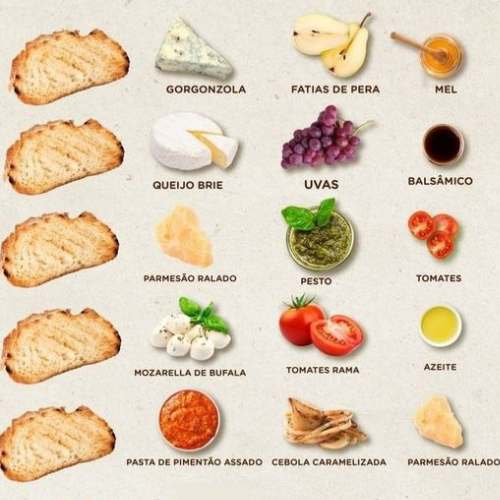 GORGONZOLA
FATIAS DE PERA
MEL
QUEIJO BRIE
UVAS
BALSÂMICO
PARMESÃO RALADO
PESTO
TOMATES
MOZARELLA DE BUFALA
TOMATES RAMA
AZEITE
PASTA DE PIMENTÃO ASSADO
CEBOLA CARAMELIZADA
PARMESÃO RALADO